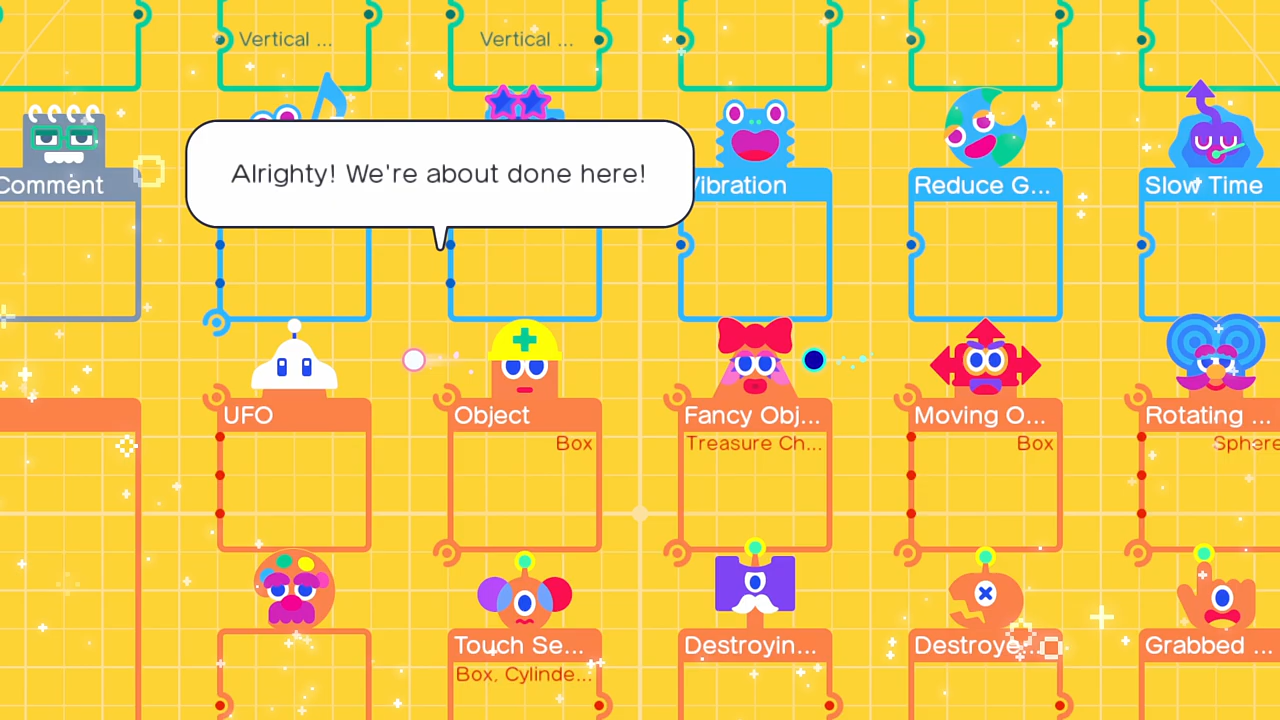 Vertical ...
Vertical ...
Alrighty! We're about done here!
Comment
Vibration
Reduce G...
Slow Time
UFO
Object
Fancy Obj...
Moving O...
Rotating ...
Box
Treasure Ch...
Box
Sphere
Touch Se...
Destroyin...
Destroye...
Grabbed ...
Box, Cylinde...